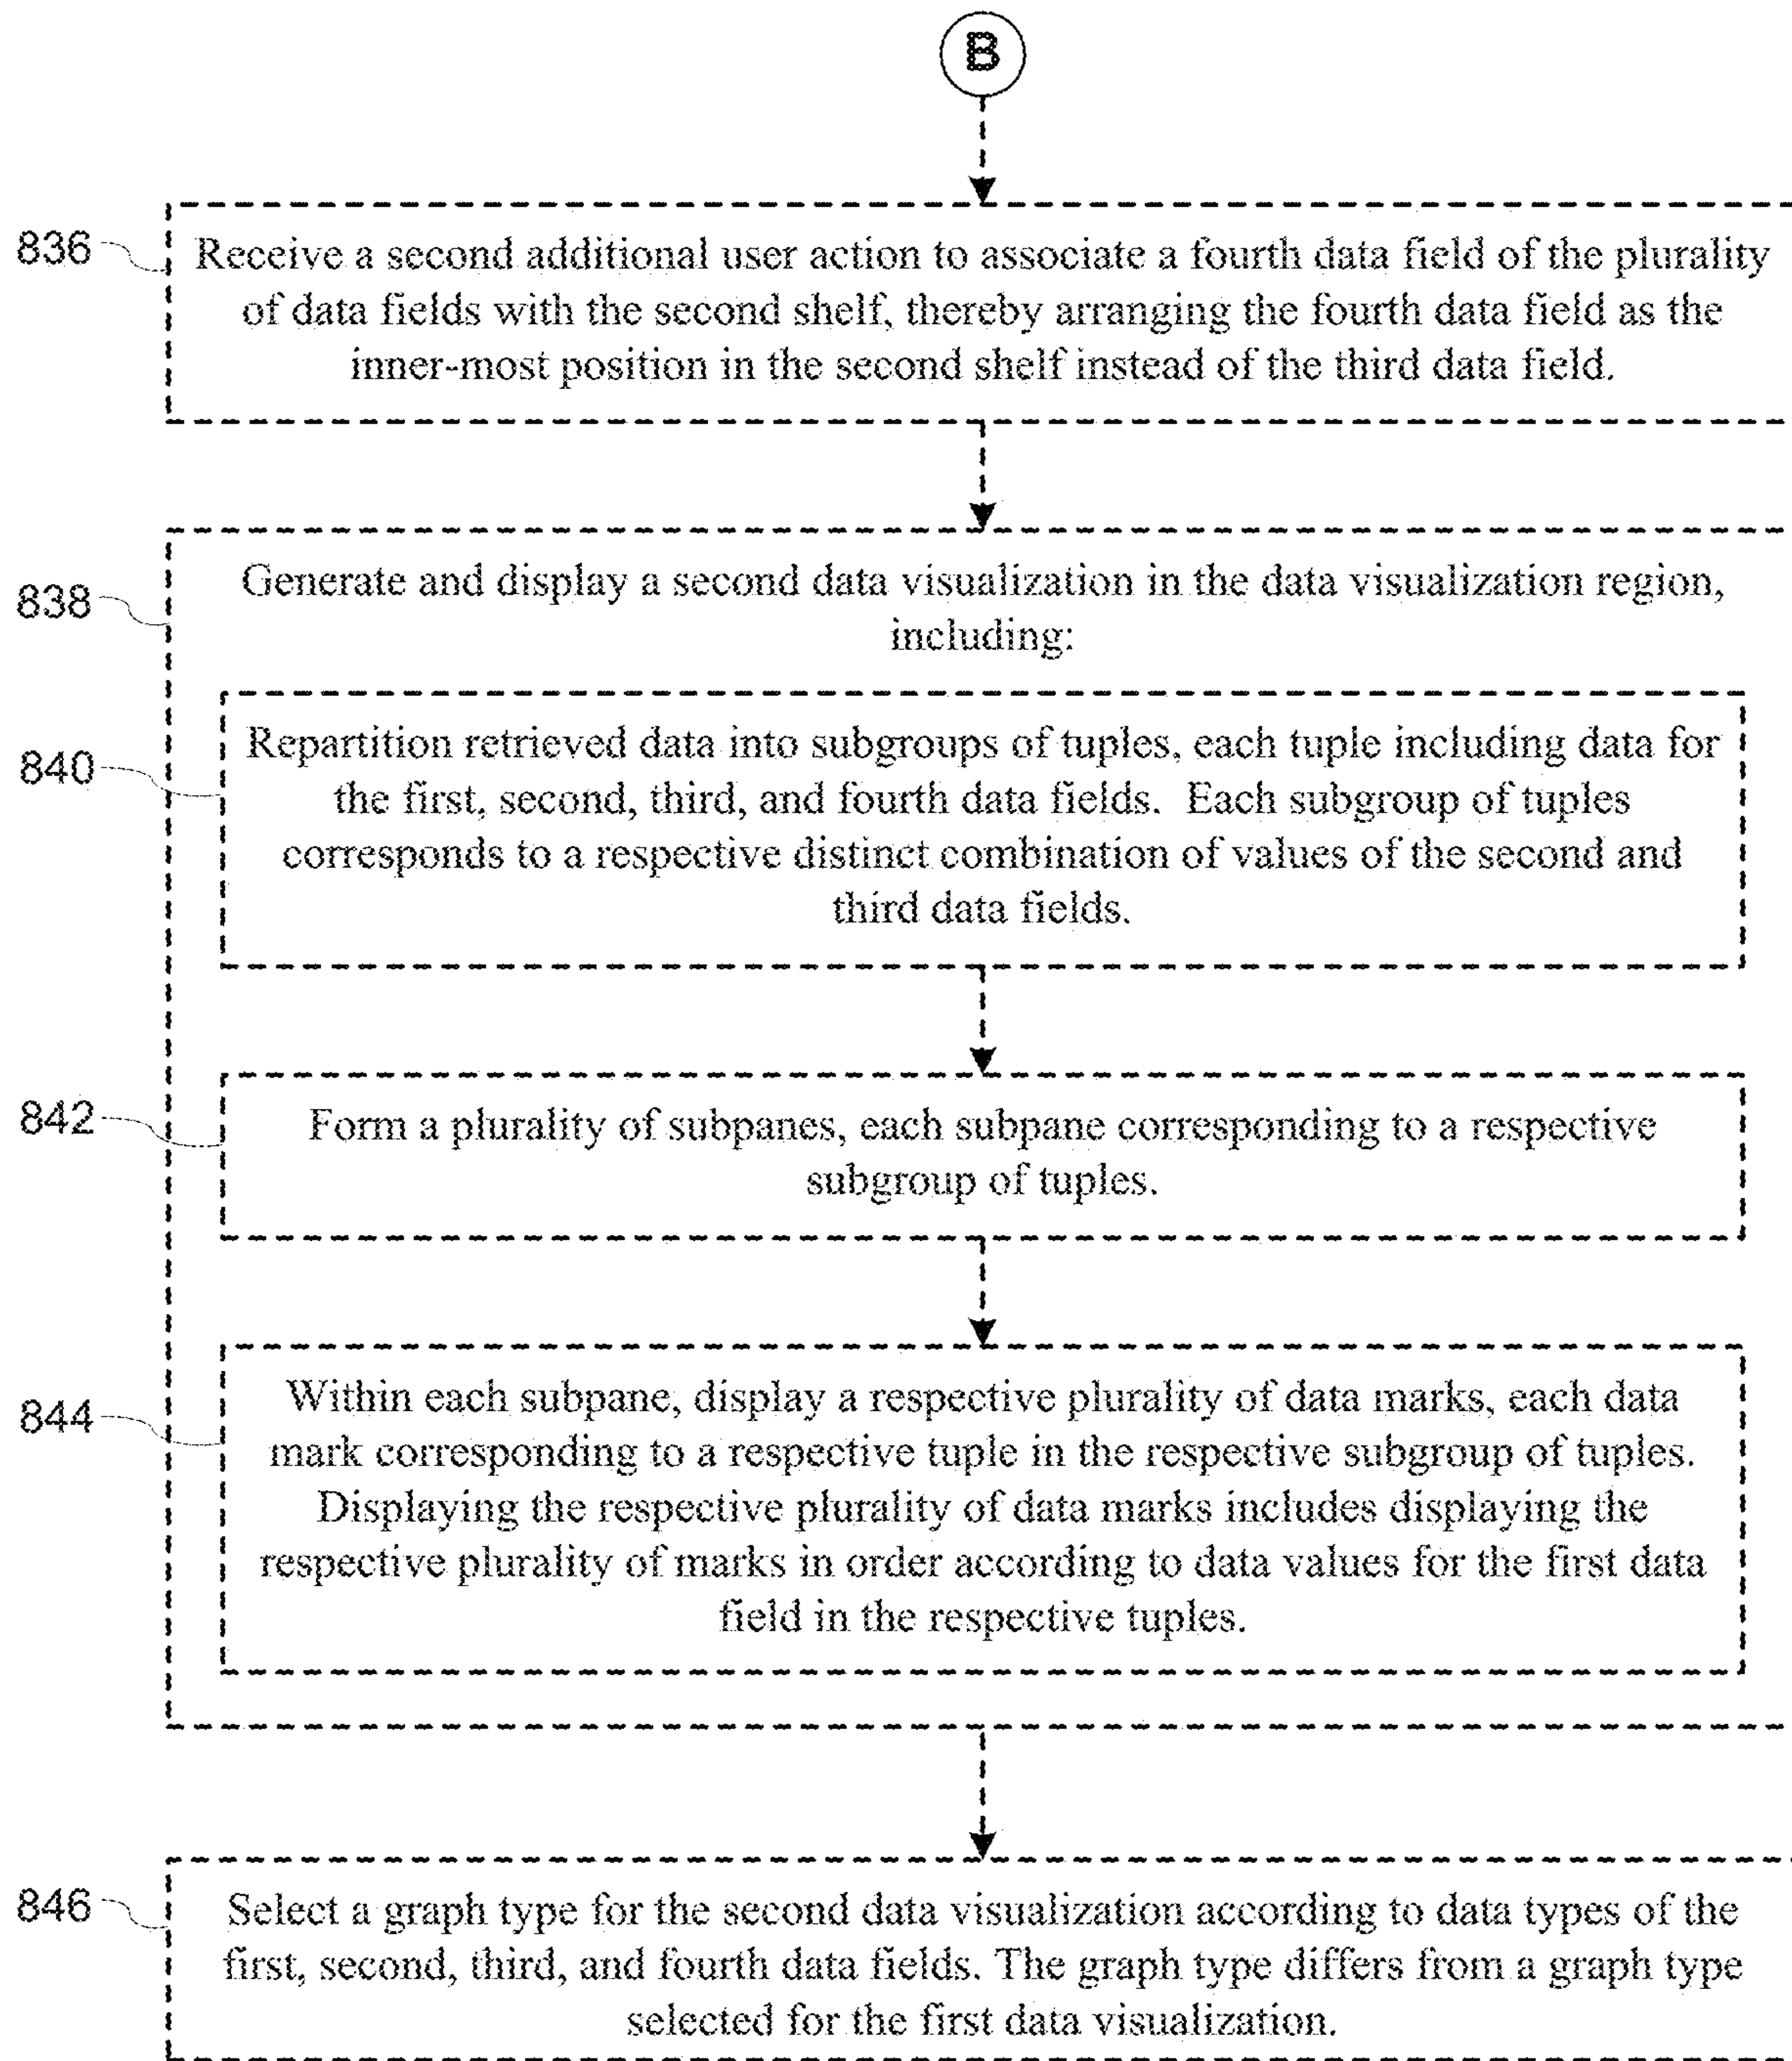 B
836
Receive a second additional user action to associate a fourth data field of the plurality
of data fields with the second shelf, thereby arranging the fourth data field as the
inner-most position in the second shelf instead of the third data field.
838
Generate and display a second data visualization in the data visualization region,
including:
840
Repartition retrieved data into subgroups of tuples, each tuple including data for
the first, second, third, and fourth data fields. Each subgroup of tuples
corresponds to a respective distinct combination of values of the second and
third data fields.
842
Form a plurality of subpanes, each subpane corresponding to a respective
subgroup of tuples.
844
Within each subpane, display a respective plurality of data marks, each data
mark corresponding to a respective tuple in the respective subgroup of tuples.
Displaying the respective plurality of data marks includes displaying the
respective plurality of marks in order according to data values for the first data
field in the respective tuples.
846
Select a graph type for the second data visualization according to data types of the
first, second, third, and fourth data fields. The graph type differs from a graph type
selected for the first data visualization.